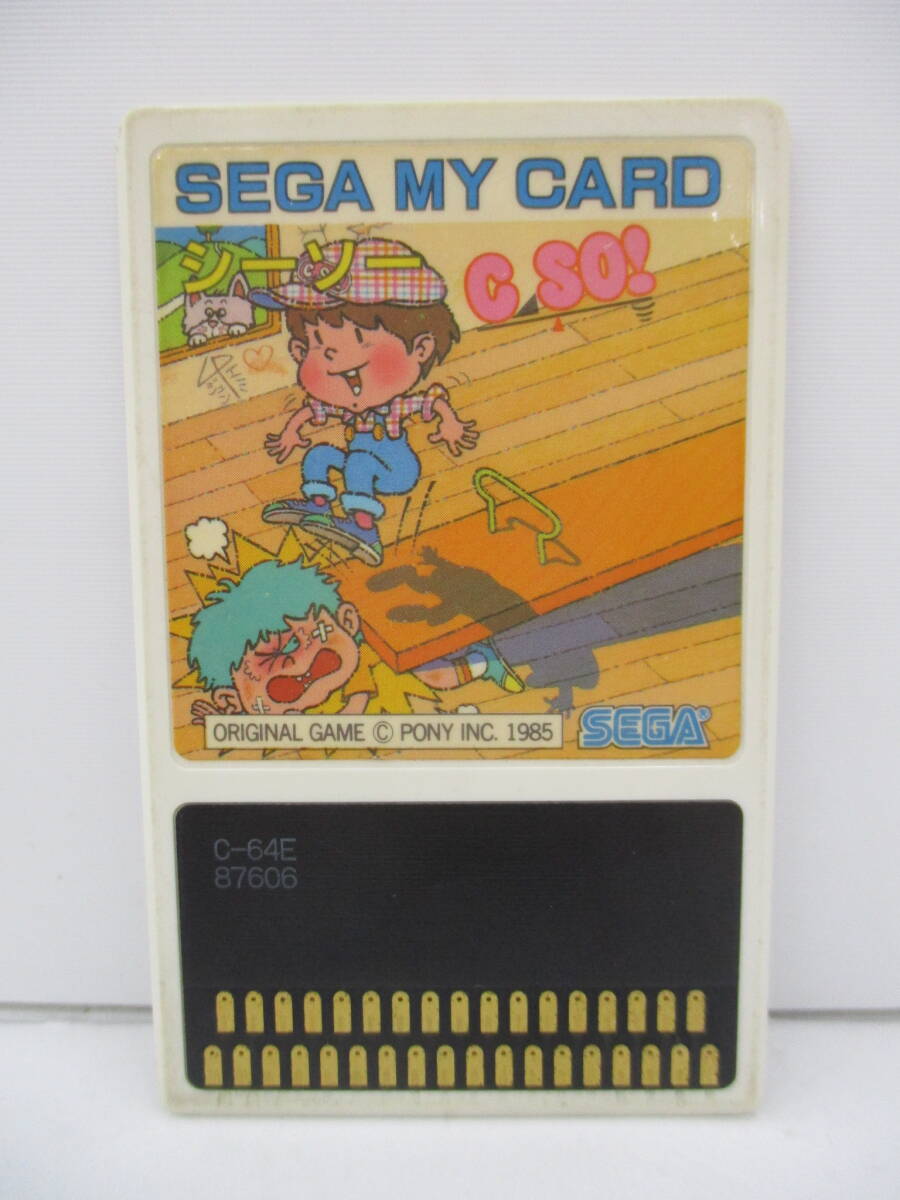 SEGA MY CARD
シーソー
C SO!
ORIGINAL GAME © PONY INC. 1985
SEGA®
C-64E
87606